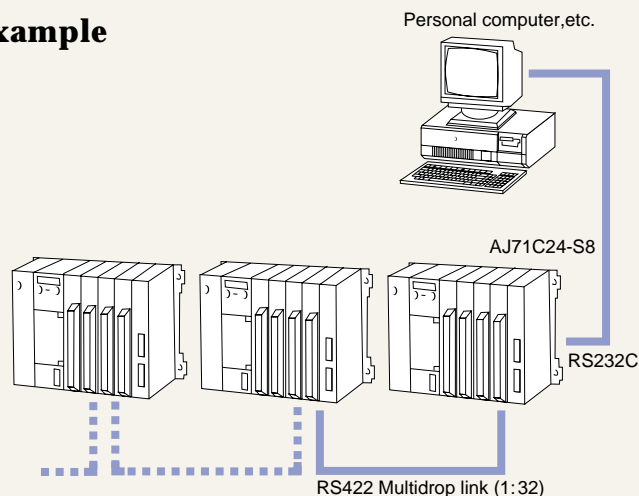 xample
Personal computer,etc.
AJ71C24-S8
RS232C
RS422 Multidrop link (1:32)